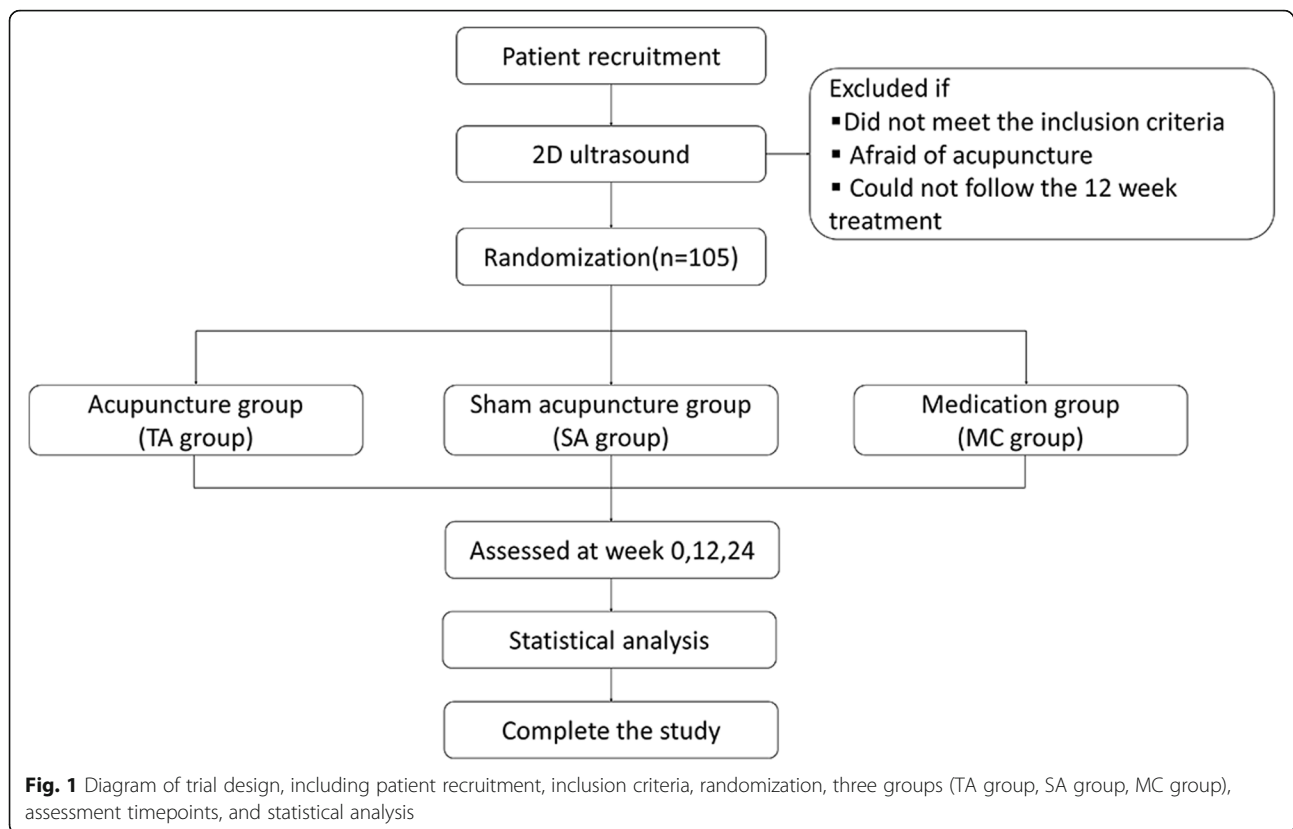 Patient recruitment
Excluded if
▪Did not meet the inclusion criteria
▪ Afraid of acupuncture
▪ Could not follow the 12 week
treatment
2D ultrasound
Randomization(n=105)
Acupuncture group
(TA group)
Sham acupuncture group
(SA group)
Medication group
(MC group)
Assessed at week 0,12,24
Statistical analysis
Complete the study
Fig. 1 Diagram of trial design, including patient recruitment, inclusion criteria, randomization, three groups (TA group, SA group, MC group),
assessment timepoints, and statistical analysis